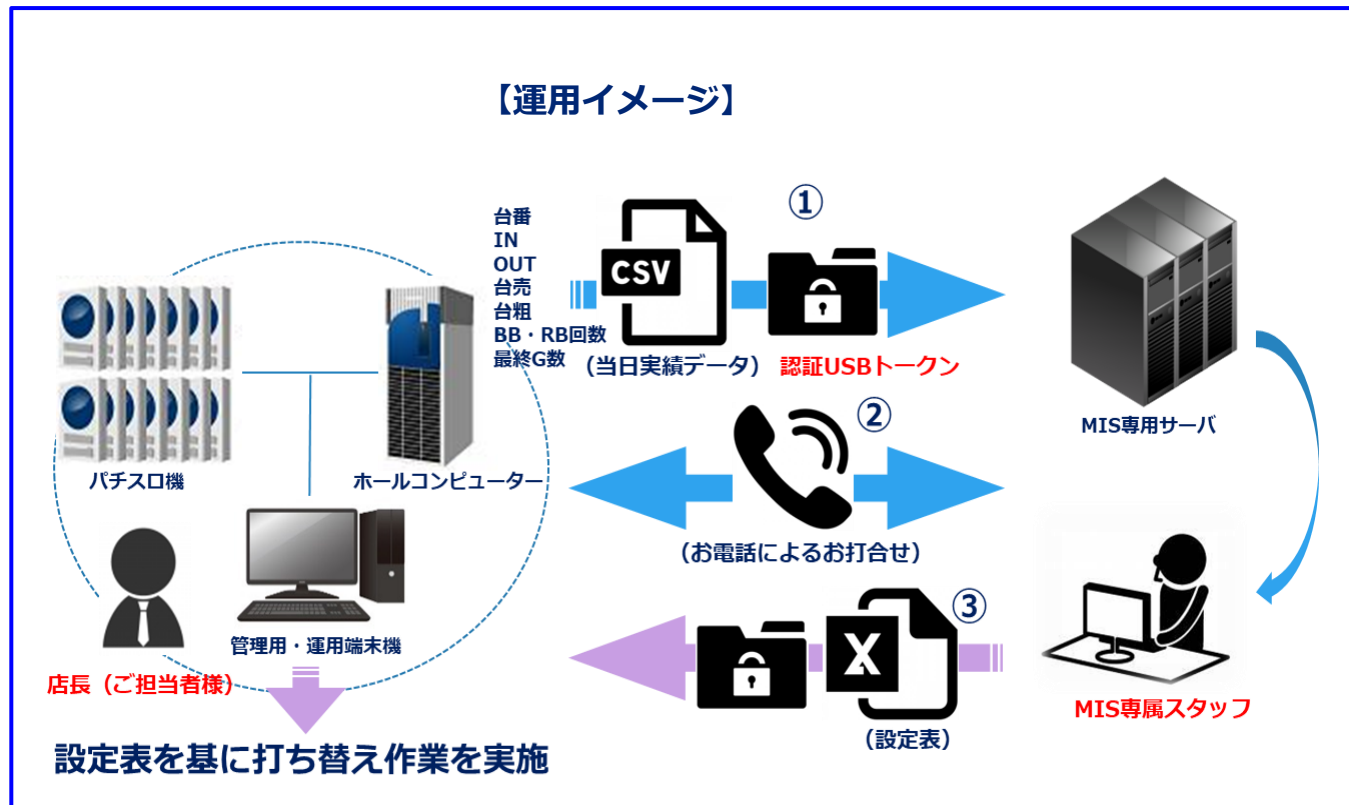 【運用イメージ】
①
台番
IN
OUT
台売
台粗
BB・RB回数
最終G数
CSV
(当日実績データ)
認証USBトークン
MIS専用サーバ
パチスロ機
ホールコンピューター
②
(お電話によるお打合せ)
管理用・運用端末機
店長(ご担当者様)
③
X
(設定表)
MIS専属スタッフ
設定表を基に打ち替え作業を実施